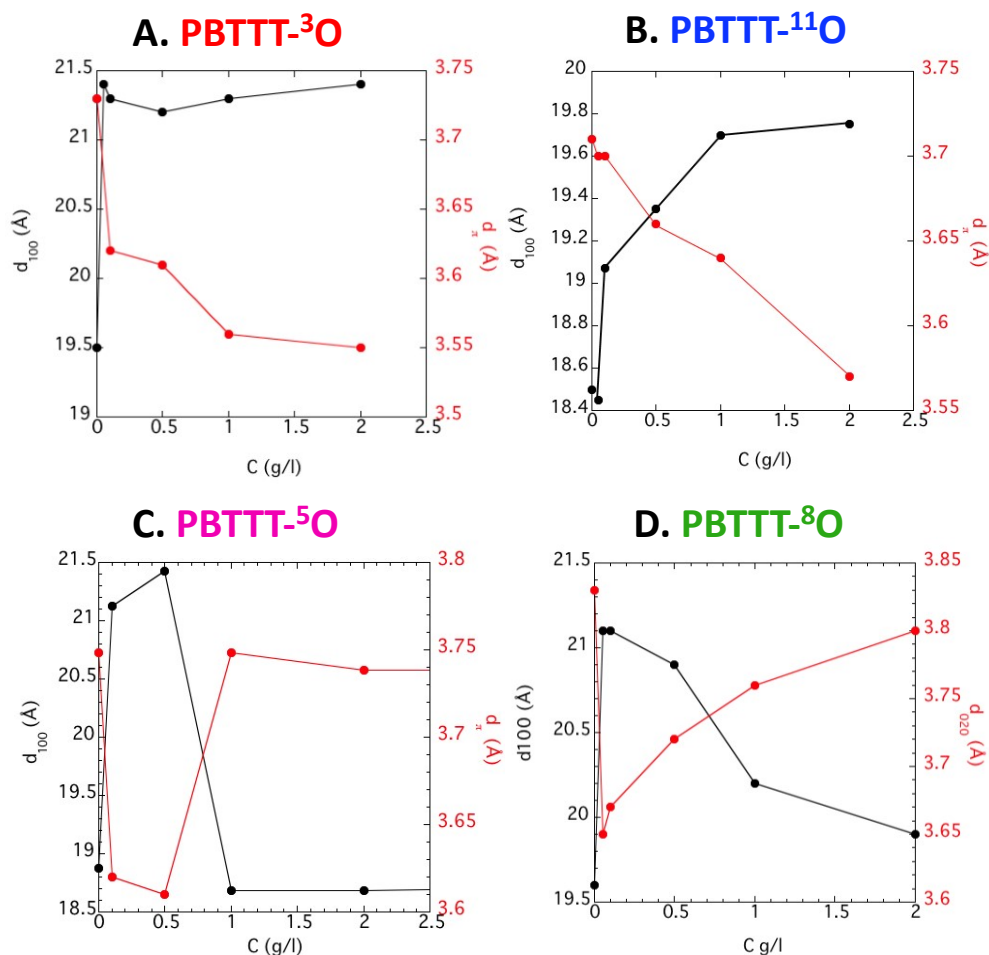 A. PBTTT-³O
21.5
21
20.5
20
19.5
19
d₁₀₀ (Å)
3.75
3.7
3.65
3.6
3.55
3.5
dπ (Å)
0 0.5 1 1.5 2 2.5
C (g/l)
B. PBTTT-¹¹O
20
19.8
19.6
19.4
19.2
19
18.8
18.6
18.4
d₁₀₀ (Å)
3.75
3.7
3.65
3.6
3.55
dπ (Å)
0 0.5 1 1.5 2 2.5
C (g/l)
C. PBTTT-⁵O
21.5
21
20.5
20
19.5
19
18.5
d₁₀₀ (Å)
3.8
3.75
3.7
3.65
3.6
dπ (Å)
0 0.5 1 1.5 2 2.5
C (g/l)
D. PBTTT-⁸O
21.5
21
20.5
20
19.5
d100 (Å)
3.85
3.8
3.75
3.7
3.65
3.6
d₀₂₀ (Å)
0 0.5 1 1.5 2
C g/l